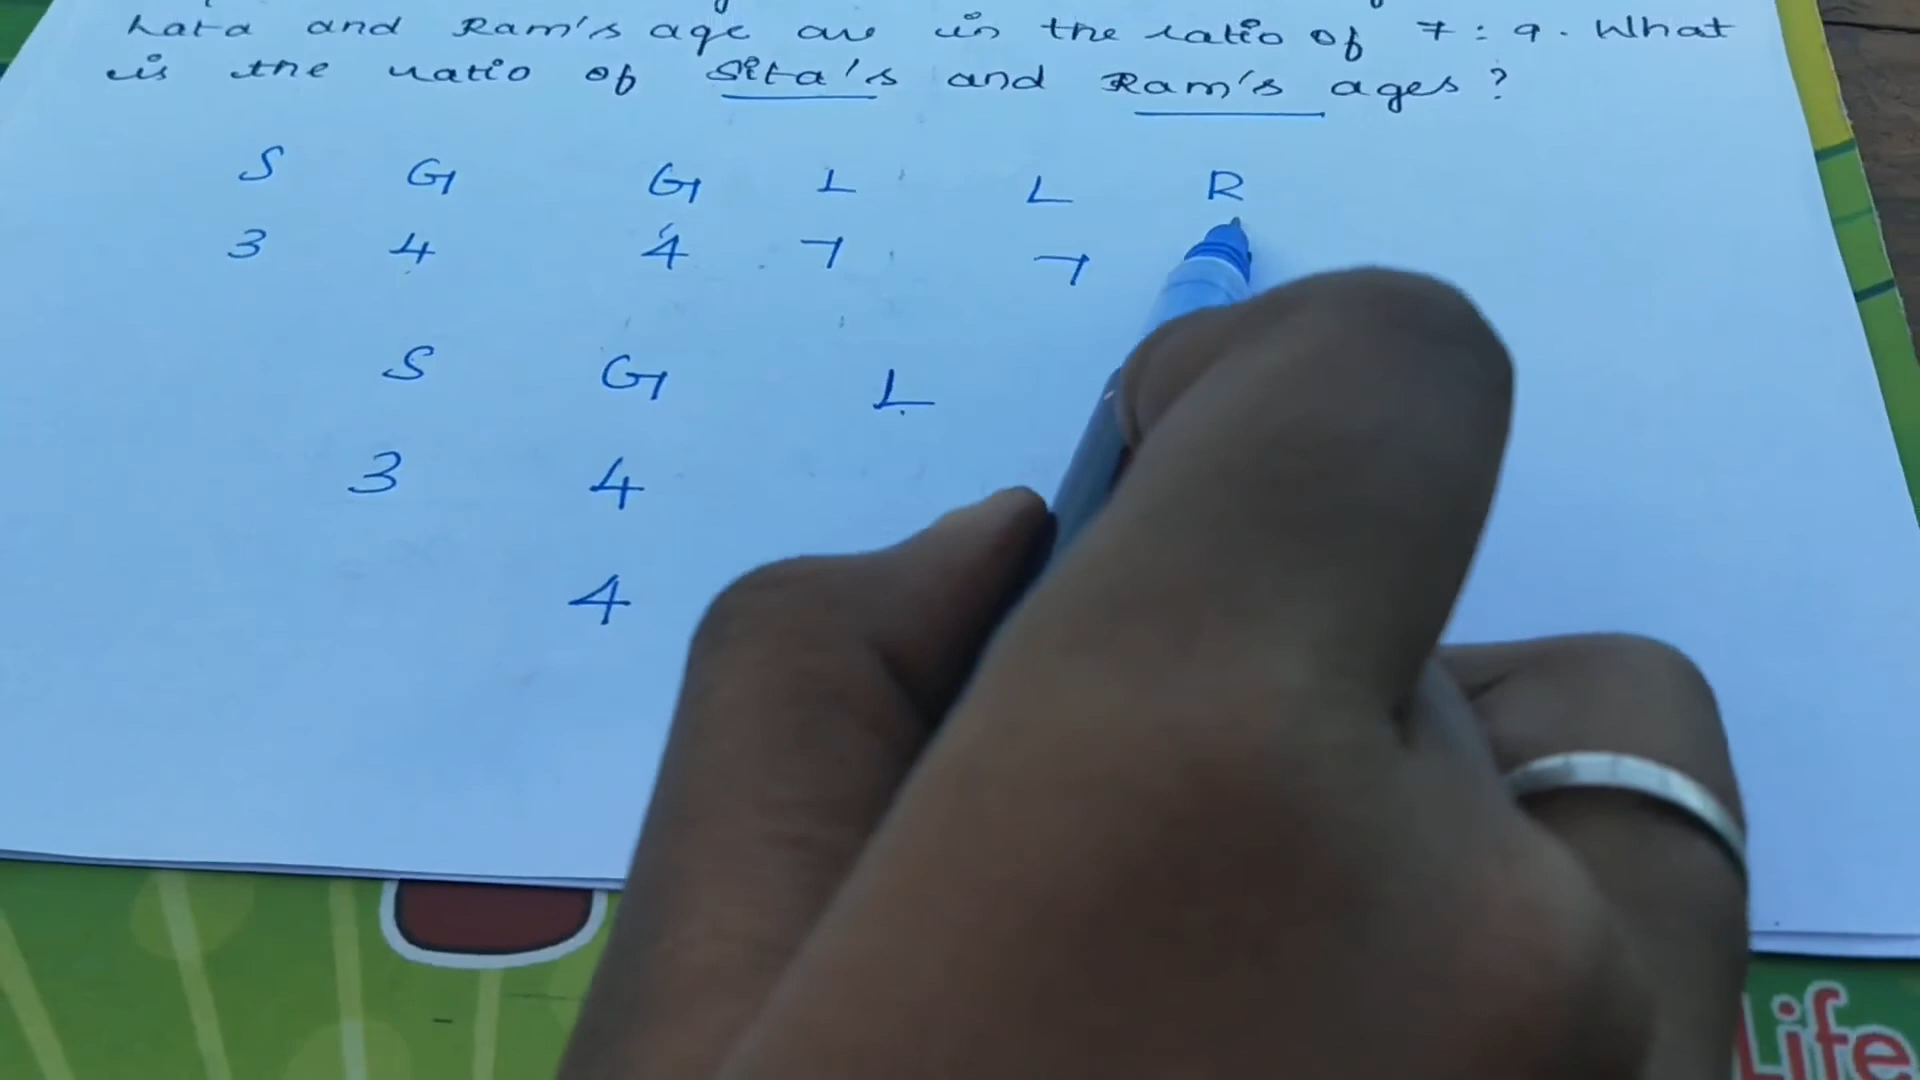 Lata and Ram's age are in the ratio of 7 : 9. What
is the ratio of Sita's and Ram's ages ?
S G G L L R
3 4 4 7 7
S G L
3 4
4
Life